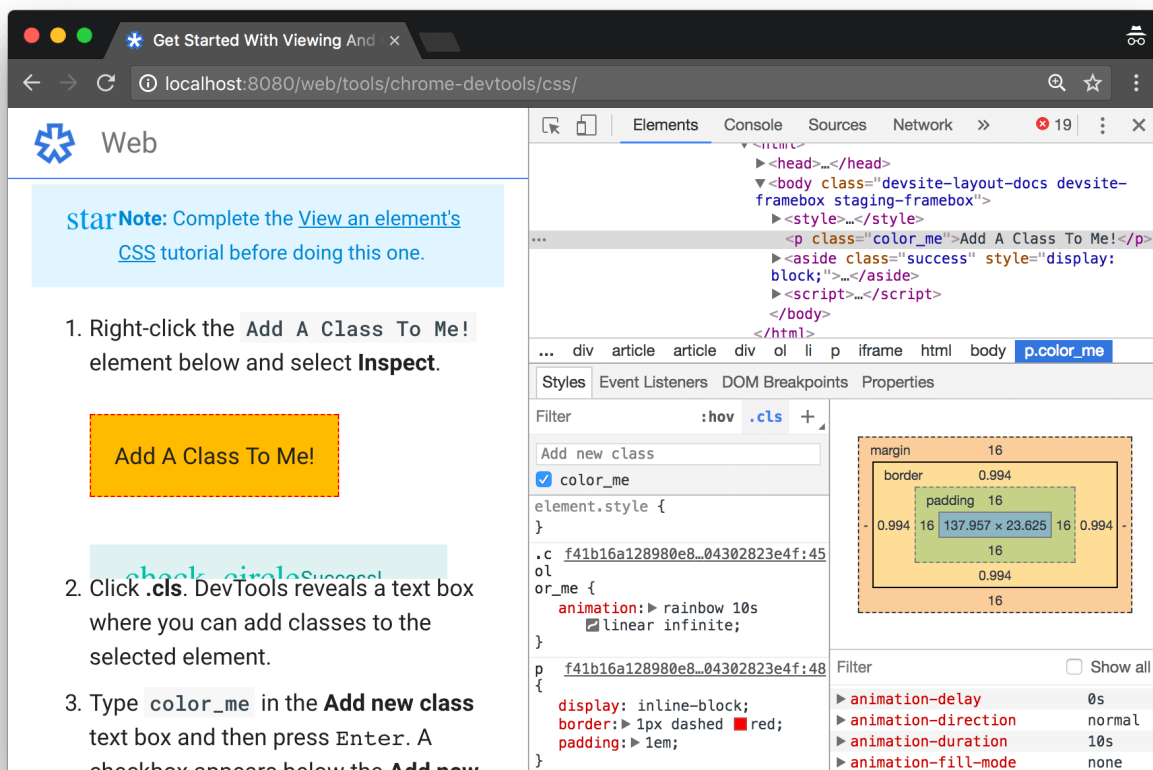 Get Started With Viewing And
localhost:8080/web/tools/chrome-devtools/css/
Web
starNote: Complete the View an element's
CSS tutorial before doing this one.
1. Right-click the Add A Class To Me!
element below and select Inspect.
Add A Class To Me!
check_circleSuccess!
2. Click .cls. DevTools reveals a text box
where you can add classes to the
selected element.
3. Type color_me in the Add new class
text box and then press Enter. A
checkbox appears below the Add new
Elements Console Sources Network » 19
▼<html>
▶<head>…</head>
▼<body class="devsite-layout-docs devsite-
framebox staging-framebox">
▶<style>…</style>
… <p class="color_me">Add A Class To Me!</p>
▶<aside class="success" style="display:
block;">…</aside>
▶<script>…</script>
</body>
</html>
... div article article div ol li p iframe html body p.color_me
Styles Event Listeners DOM Breakpoints Properties
Filter :hov .cls +
Add new class
color_me
element.style {
}
.c f41b16a128980e8…04302823e4f:45
ol
or_me {
animation:▶ rainbow 10s
linear infinite;
}
p f41b16a128980e8…04302823e4f:48
{
display: inline-block;
border:▶ 1px dashed red;
padding:▶ 1em;
}
margin 16
border 0.994
padding 16
- 0.994 16 137.957 × 23.625 16 0.994 -
16
0.994
16
Filter Show all
▶ animation-delay 0s
▶ animation-direction normal
▶ animation-duration 10s
▶ animation-fill-mode none